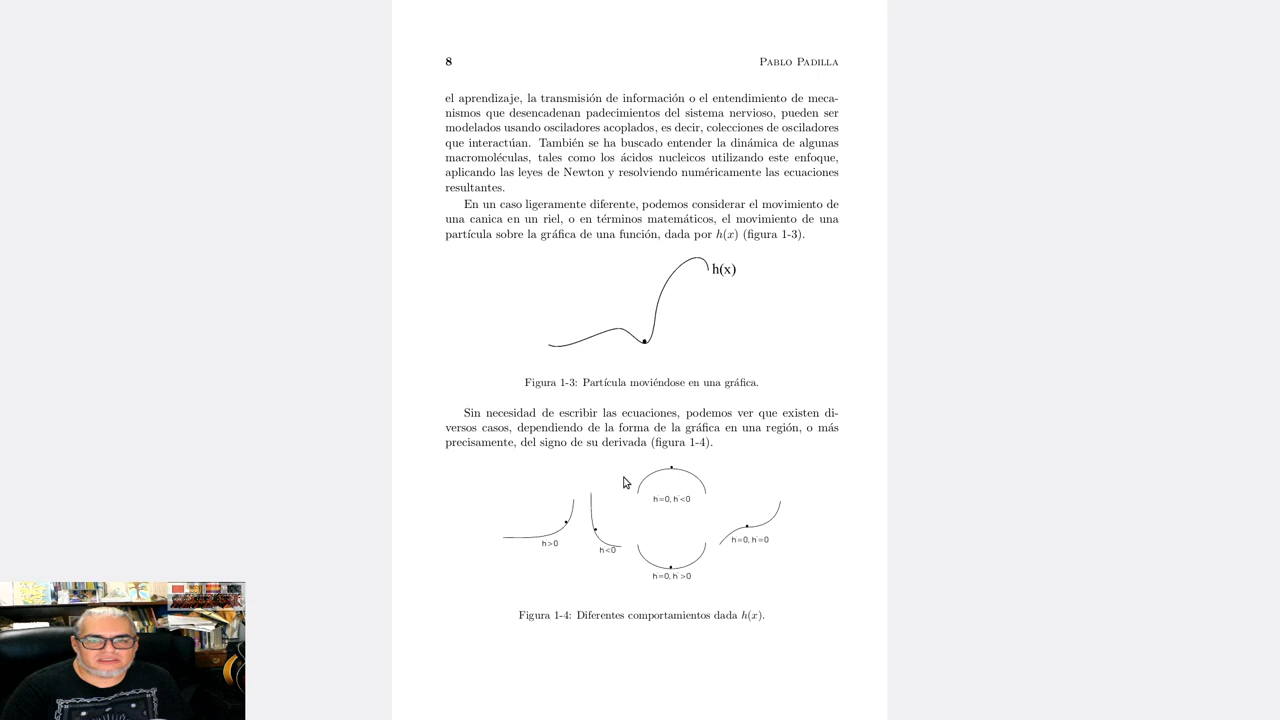 8 PABLO PADILLA
el aprendizaje, la transmisión de información o el entendimiento de meca-
nismos que desencadenan padecimientos del sistema nervioso, pueden ser
modelados usando osciladores acoplados, es decir, colecciones de osciladores
que interactúan. También se ha buscado entender la dinámica de algunas
macromoléculas, tales como los ácidos nucleicos utilizando este enfoque,
aplicando las leyes de Newton y resolviendo numéricamente las ecuaciones
resultantes.
En un caso ligeramente diferente, podemos considerar el movimiento de
una canica en un riel, o en términos matemáticos, el movimiento de una
partícula sobre la gráfica de una función, dada por h(x) (figura 1-3).
h(x)
Figura 1-3: Partícula moviéndose en una gráfica.
Sin necesidad de escribir las ecuaciones, podemos ver que existen di-
versos casos, dependiendo de la forma de la gráfica en una región, o más
precisamente, del signo de su derivada (figura 1-4).
h=0, h<0
h>0
h<0
h=0, h=0
h=0, h>0
Figura 1-4: Diferentes comportamientos dada h(x).